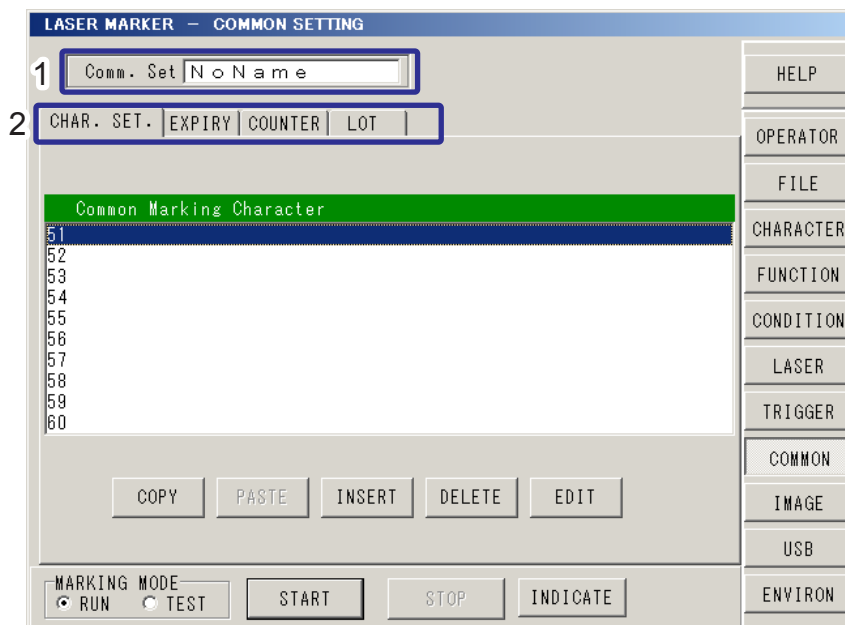 LASER MARKER － COMMON SETTING
1
Comm. Set NoName
2
CHAR. SET. EXPIRY COUNTER LOT
Common Marking Character
51
52
53
54
55
56
57
58
59
60
COPY PASTE INSERT DELETE EDIT
MARKING MODE
RUN TEST
START STOP INDICATE
HELP
OPERATOR
FILE
CHARACTER
FUNCTION
CONDITION
LASER
TRIGGER
COMMON
IMAGE
USB
ENVIRON